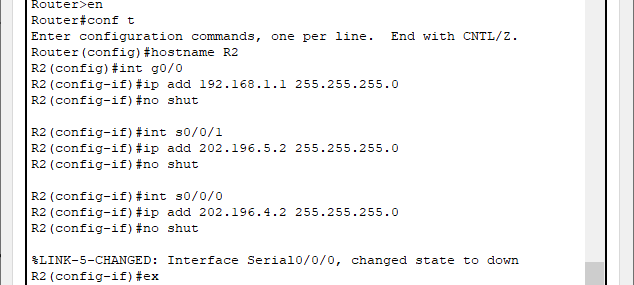 Router>en
Router#conf t
Enter configuration commands, one per line.  End with CNTL/Z.
Router(config)#hostname R2
R2(config)#int g0/0
R2(config-if)#ip add 192.168.1.1 255.255.255.0
R2(config-if)#no shut
R2(config-if)#int s0/0/1
R2(config-if)#ip add 202.196.5.2 255.255.255.0
R2(config-if)#no shut
R2(config-if)#int s0/0/0
R2(config-if)#ip add 202.196.4.2 255.255.255.0
R2(config-if)#no shut
%LINK-5-CHANGED: Interface Serial0/0/0, changed state to down
R2(config-if)#ex